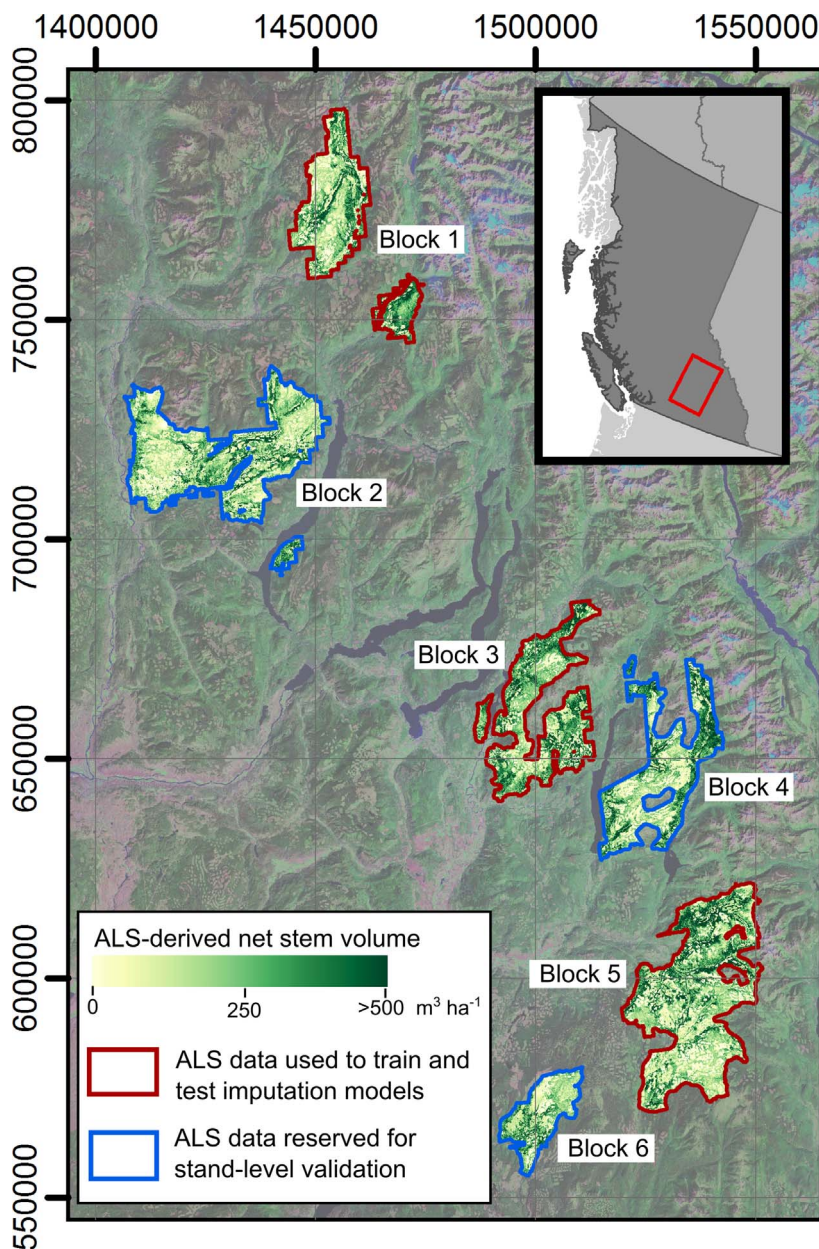 1400000
1450000
1500000
1550000
800000
750000
700000
650000
600000
550000
Block 1
Block 2
Block 3
Block 4
Block 5
Block 6
ALS-derived net stem volume
0
250
>500 m³ ha⁻¹
ALS data used to train and
test imputation models
ALS data reserved for
stand-level validation